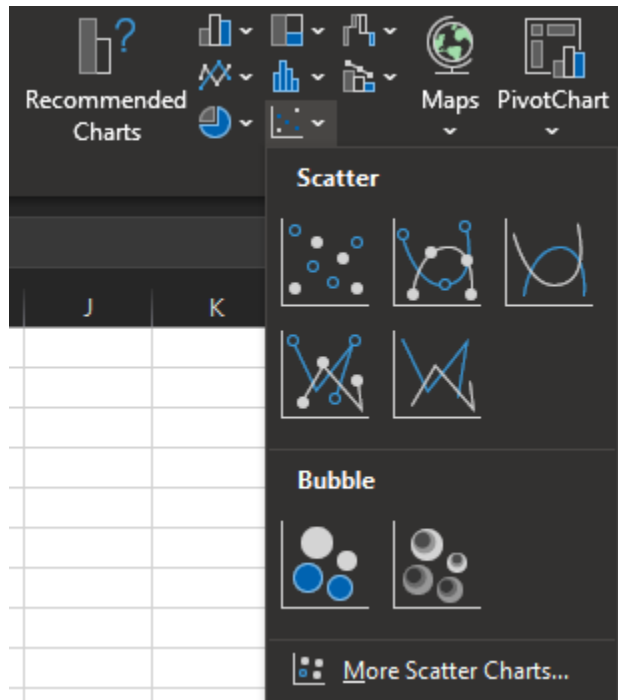 ?
Recommended
Charts
Maps
PivotChart
Scatter
J
K
Bubble
More Scatter Charts...